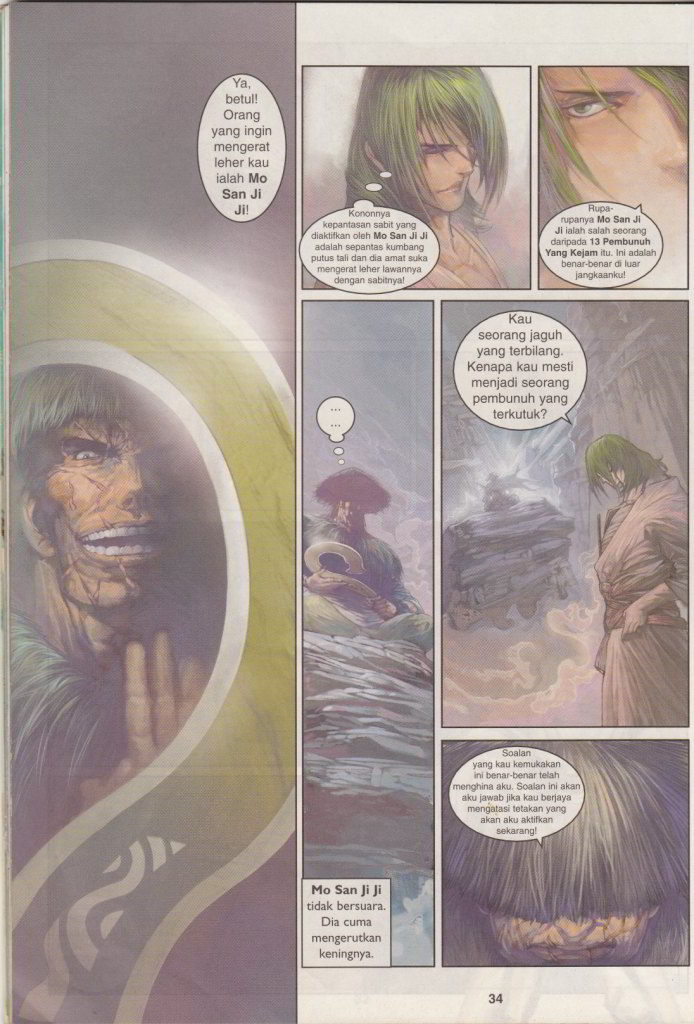 Ya,
betul!
Orang
yang ingin
mengerat
leher kau
ialah Mo
San Ji
Ji!
Kononnya
kepantasan sabit yang
diaktifkan oleh Mo San Ji Ji
adalah sepantas kumbang
putus tali dan dia amat suka
mengerat leher lawannya
dengan sabitnya!
Rupa-
rupanya Mo San Ji
Ji ialah salah seorang
daripada 13 Pembunuh
Yang Kejam itu. Ini adalah
benar-benar di luar
jangkaanku!
...
...
Mo San Ji Ji
tidak bersuara.
Dia cuma
mengerutkan
keningnya.
Kau
seorang jaguh
yang terbilang.
Kenapa kau mesti
menjadi seorang
pembunuh yang
terkutuk?
Soalan
yang kau kemukakan
ini benar-benar telah
menghina aku. Soalan ini akan
aku jawab jika kau berjaya
mengatasi tetakan yang
akan aku aktifkan
sekarang!
34